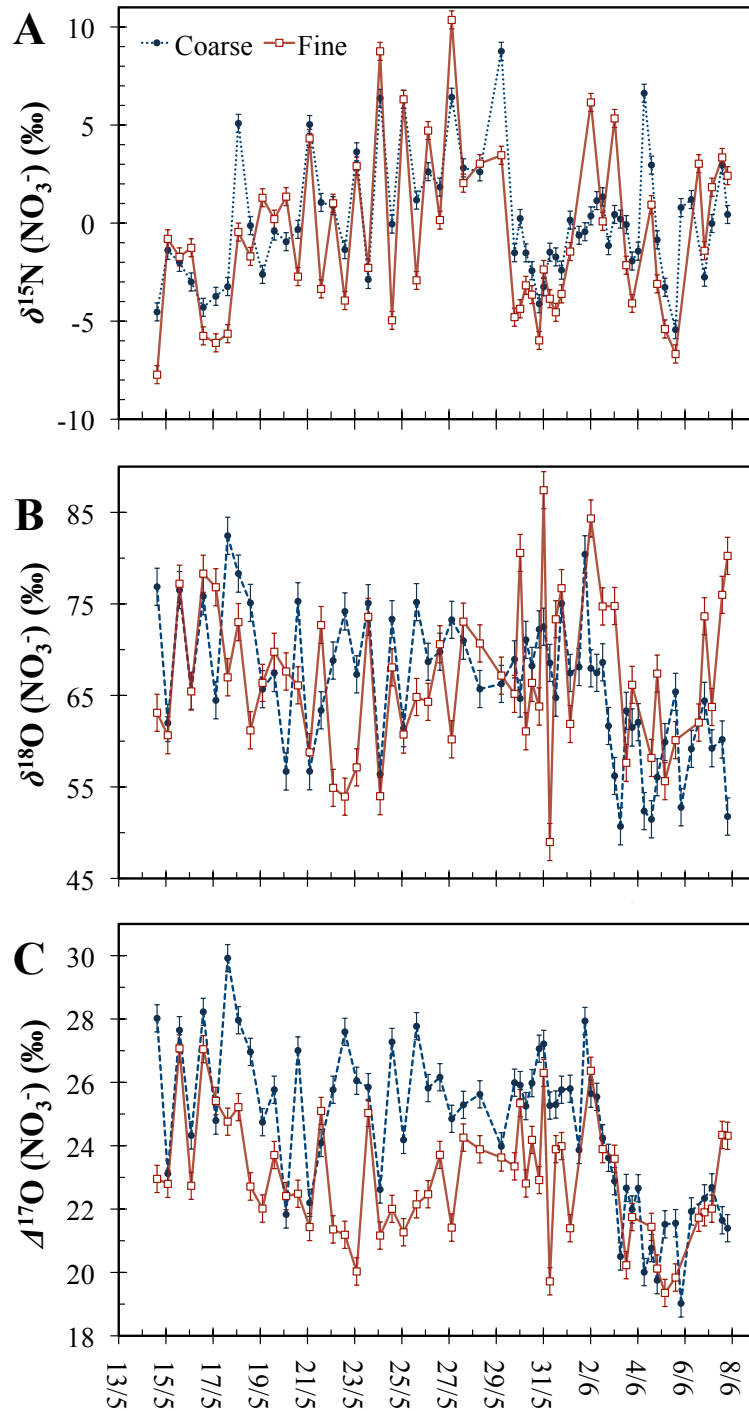 A
Coarse Fine
δ¹⁵N (NO₃⁻) (‰)
10
5
0
-5
-10
B
δ¹⁸O (NO₃⁻) (‰)
85
75
65
55
45
C
Δ¹⁷O (NO₃⁻) (‰)
30
28
26
24
22
20
18
13/5 15/5 17/5 19/5 21/5 23/5 25/5 27/5 29/5 31/5 2/6 4/6 6/6 8/6